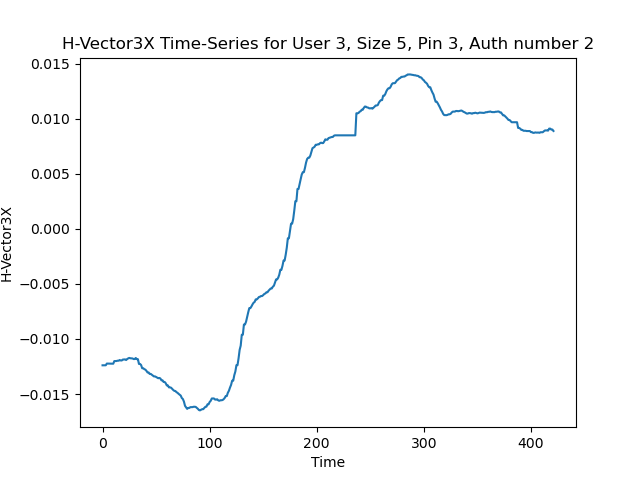 H-Vector3X Time-Series for User 3, Size 5, Pin 3, Auth number 2
0.015
0.010
0.005
0.000
−0.005
−0.010
−0.015
H-Vector3X
0 100 200 300 400
Time